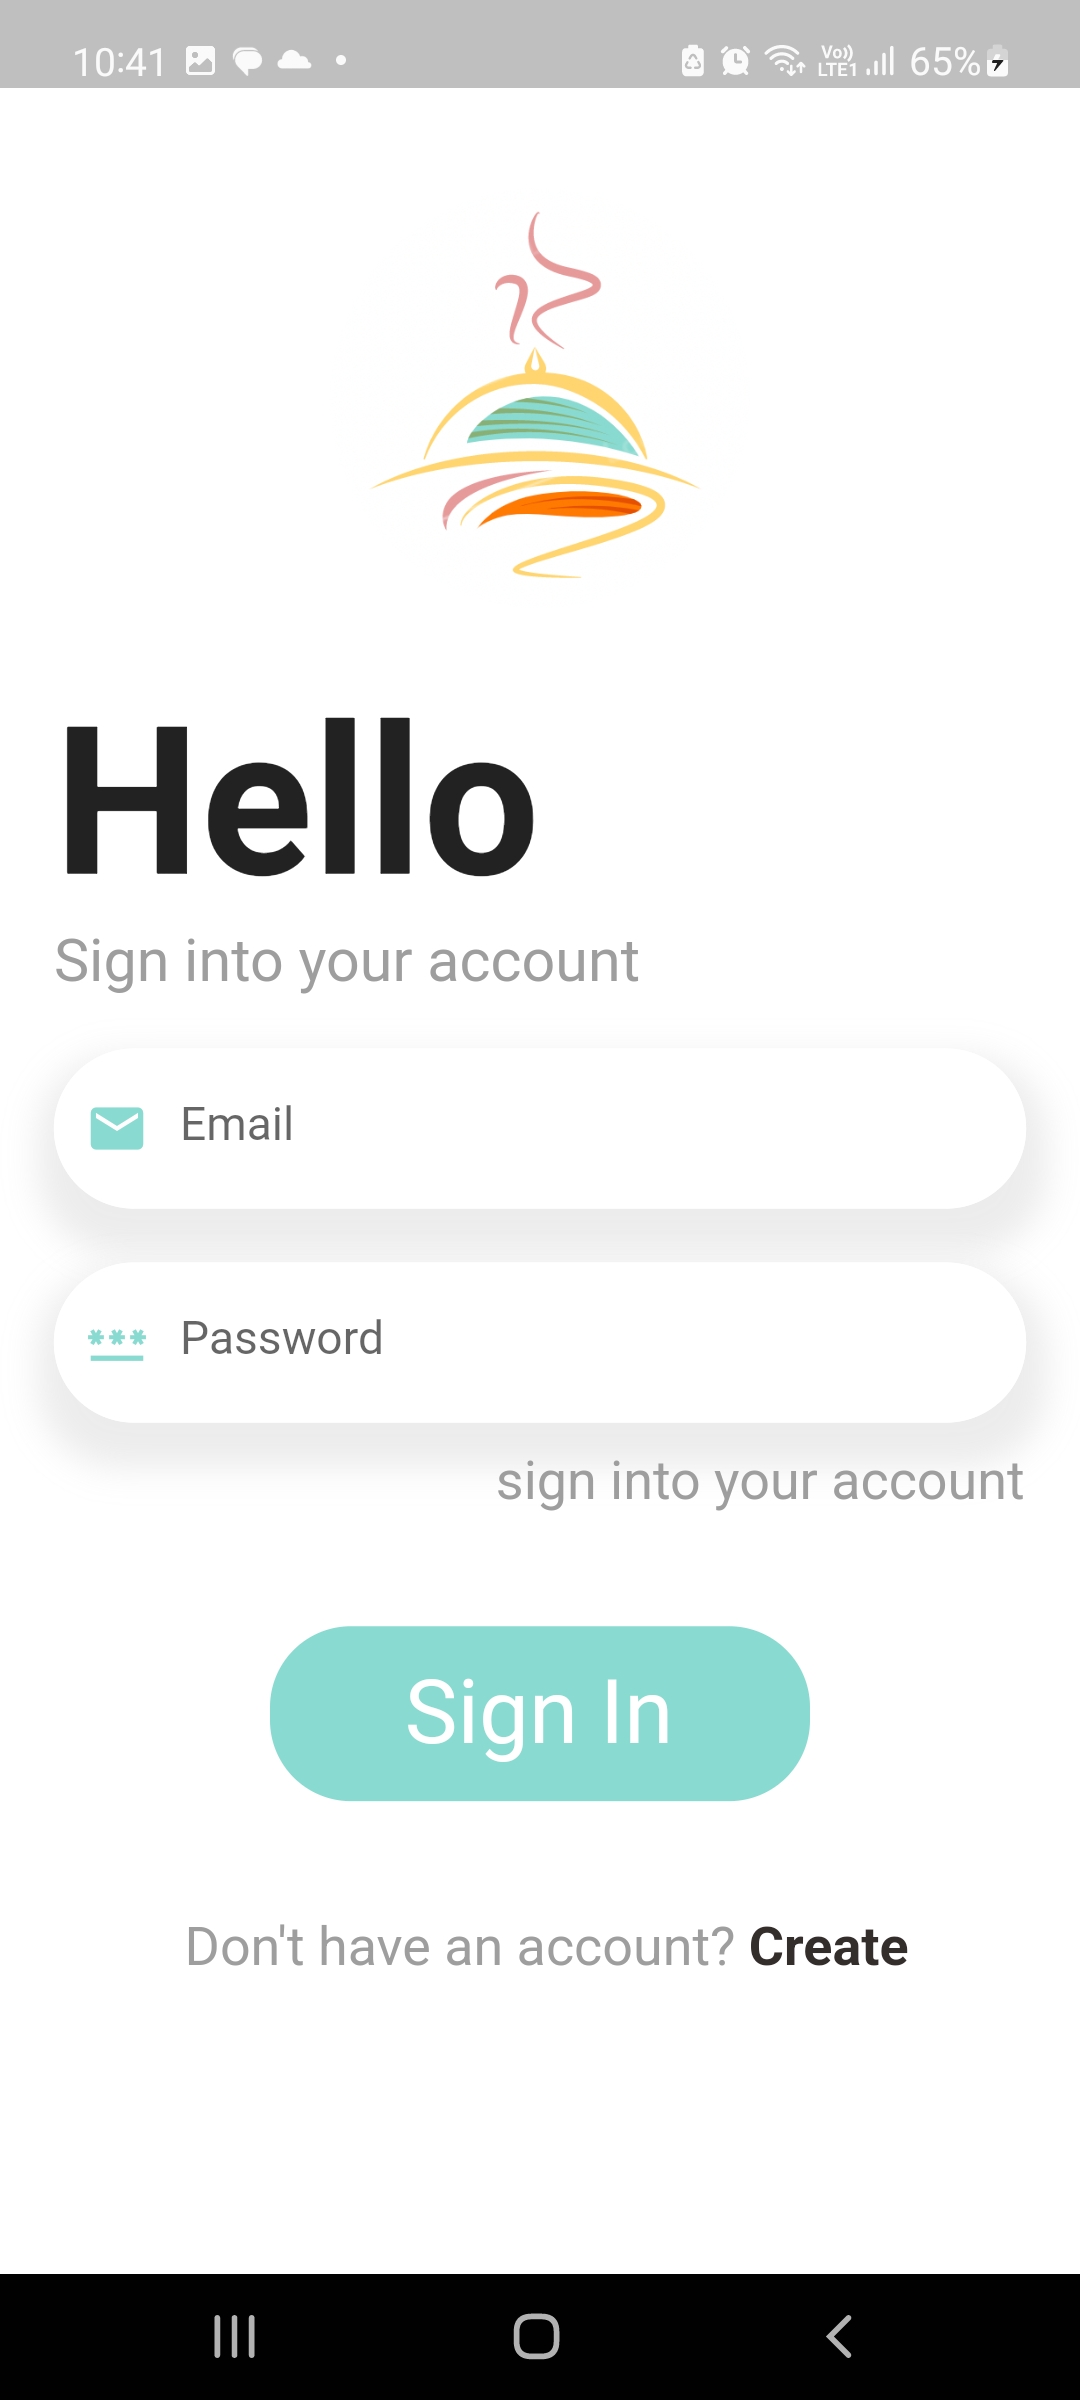 10:41 Vo)) LTE1 65%
Hello
Sign into your account
Email
*** Password
sign into your account
Sign In
Don't have an account? Create